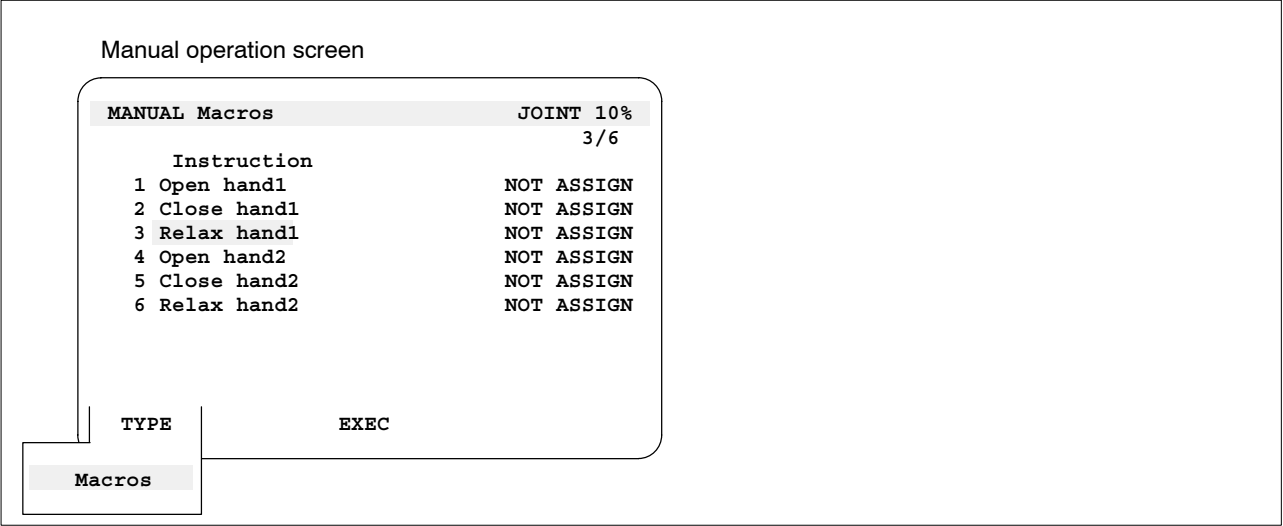 Manual operation screen
MANUAL Macros JOINT 10%
3/6
Instruction
1 Open hand1 NOT ASSIGN
2 Close hand1 NOT ASSIGN
3 Relax hand1 NOT ASSIGN
4 Open hand2 NOT ASSIGN
5 Close hand2 NOT ASSIGN
6 Relax hand2 NOT ASSIGN
TYPE EXEC
Macros